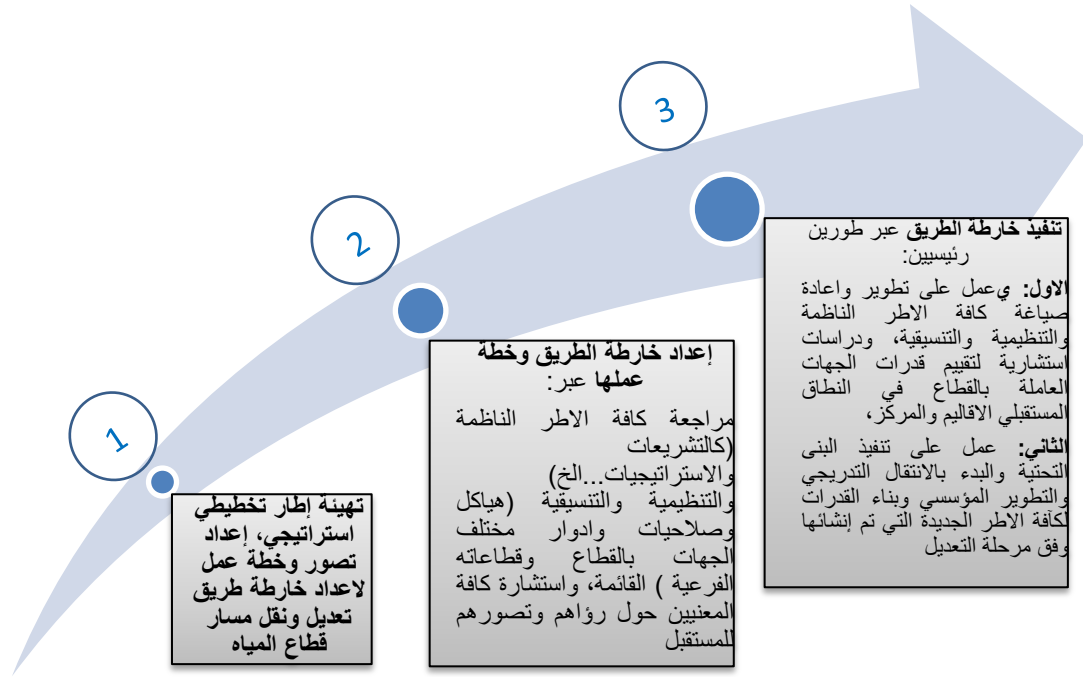 1
تهيئة إطار تخطيطي
استراتيجي، إعداد
تصور وخطة عمل
لاعداد خارطة طريق
تعديل ونقل مسار
قطاع المياه
2
إعداد خارطة الطريق وخطة
عملها عبر:
مراجعة كافة الاطر الناظمة
(كالتشريعات
والاستراتيجيات...الخ)
والتنظيمية والتنسيقية (هياكل
وصلاحيات وادوار مختلف
الجهات بالقطاع وقطاعاته
الفرعية ) القائمة، واستشارة كافة
المعنيين حول رؤاهم وتصورهم
للمستقبل
3
تنفيذ خارطة الطريق عبر طورين
رئيسيين:
الاول: يعمل على تطوير واعادة
صياغة كافة الاطر الناظمة
والتنظيمية والتنسيقية، ودراسات
استشارية لتقييم قدرات الجهات
العاملة بالقطاع في النطاق
المستقبلي الاقاليم والمركز،
الثاني: عمل على تنفيذ البنى
التحتية والبدء بالانتقال التدريجي
والتطوير المؤسسي وبناء القدرات
لكافة الاطر الجديدة التي تم إنشائها
وفق مرحلة التعديل